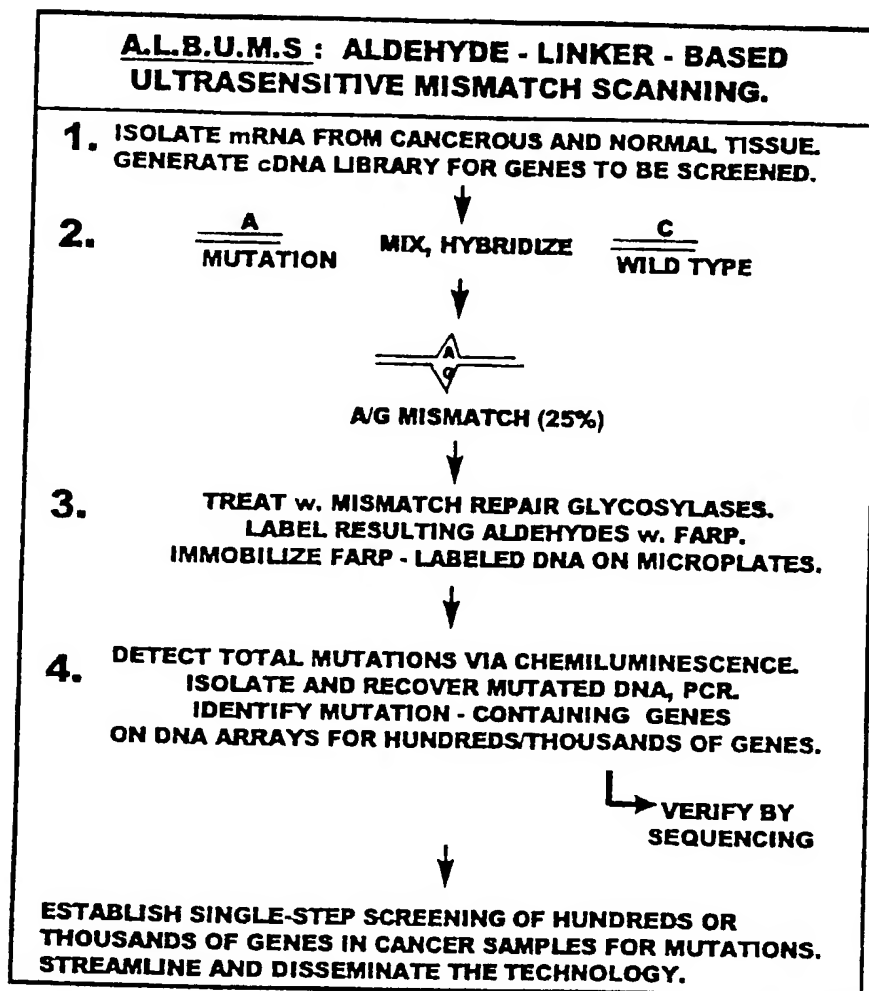 A.L.B.U.M.S : ALDEHYDE - LINKER - BASED
ULTRASENSITIVE MISMATCH SCANNING.
1. ISOLATE mRNA FROM CANCEROUS AND NORMAL TISSUE.
GENERATE cDNA LIBRARY FOR GENES TO BE SCREENED.
2. A MUTATION MIX, HYBRIDIZE C WILD TYPE
A
G
A/G MISMATCH (25%)
3. TREAT w. MISMATCH REPAIR GLYCOSYLASES.
LABEL RESULTING ALDEHYDES w. FARP.
IMMOBILIZE FARP - LABELED DNA ON MICROPLATES.
4. DETECT TOTAL MUTATIONS VIA CHEMILUMINESCENCE.
ISOLATE AND RECOVER MUTATED DNA, PCR.
IDENTIFY MUTATION - CONTAINING GENES
ON DNA ARRAYS FOR HUNDREDS/THOUSANDS OF GENES.
VERIFY BY
SEQUENCING
ESTABLISH SINGLE-STEP SCREENING OF HUNDREDS OR
THOUSANDS OF GENES IN CANCER SAMPLES FOR MUTATIONS.
STREAMLINE AND DISSEMINATE THE TECHNOLOGY.